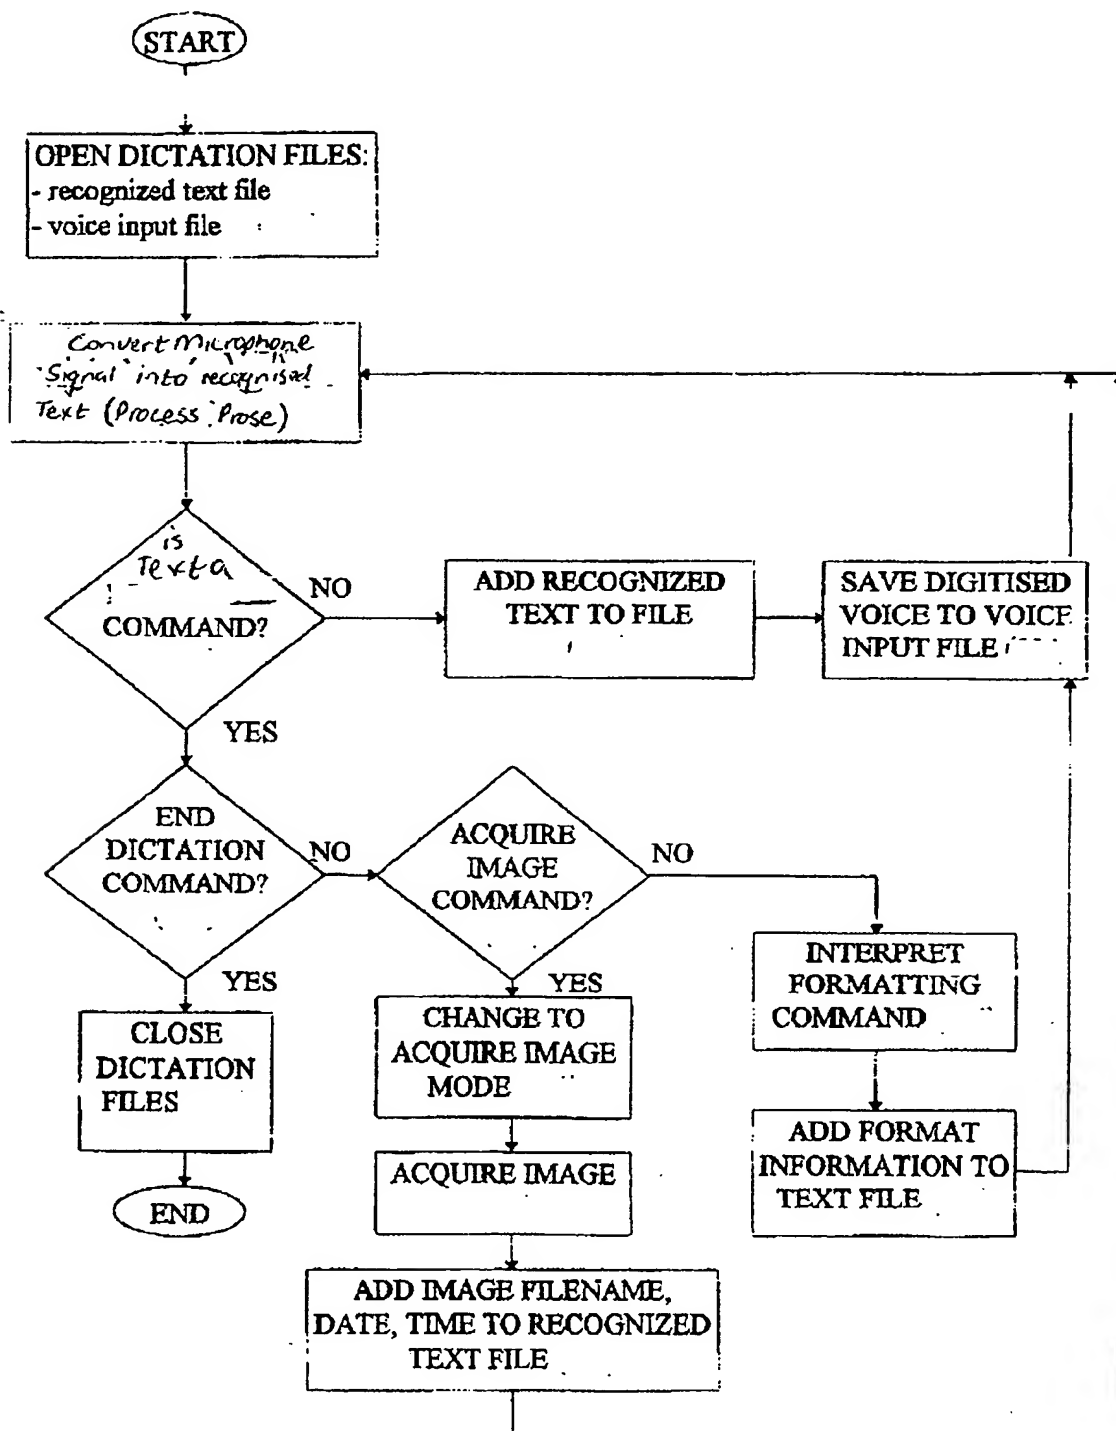 START
OPEN DICTATION FILES:
- recognized text file
- voice input file
Convert Microphone
Signal into recognised
Text (Process Prose)
is
Text a
COMMAND?
NO
ADD RECOGNIZED
TEXT TO FILE
SAVE DIGITISED
VOICE TO VOICE
INPUT FILE
YES
END
DICTATION
COMMAND?
NO
ACQUIRE
IMAGE
COMMAND?
NO
INTERPRET
FORMATTING
COMMAND
YES
CLOSE
DICTATION
FILES
YES
CHANGE TO
ACQUIRE IMAGE
MODE
ADD FORMAT
INFORMATION TO
TEXT FILE
ACQUIRE IMAGE
END
ADD IMAGE FILENAME,
DATE, TIME TO RECOGNIZED
TEXT FILE